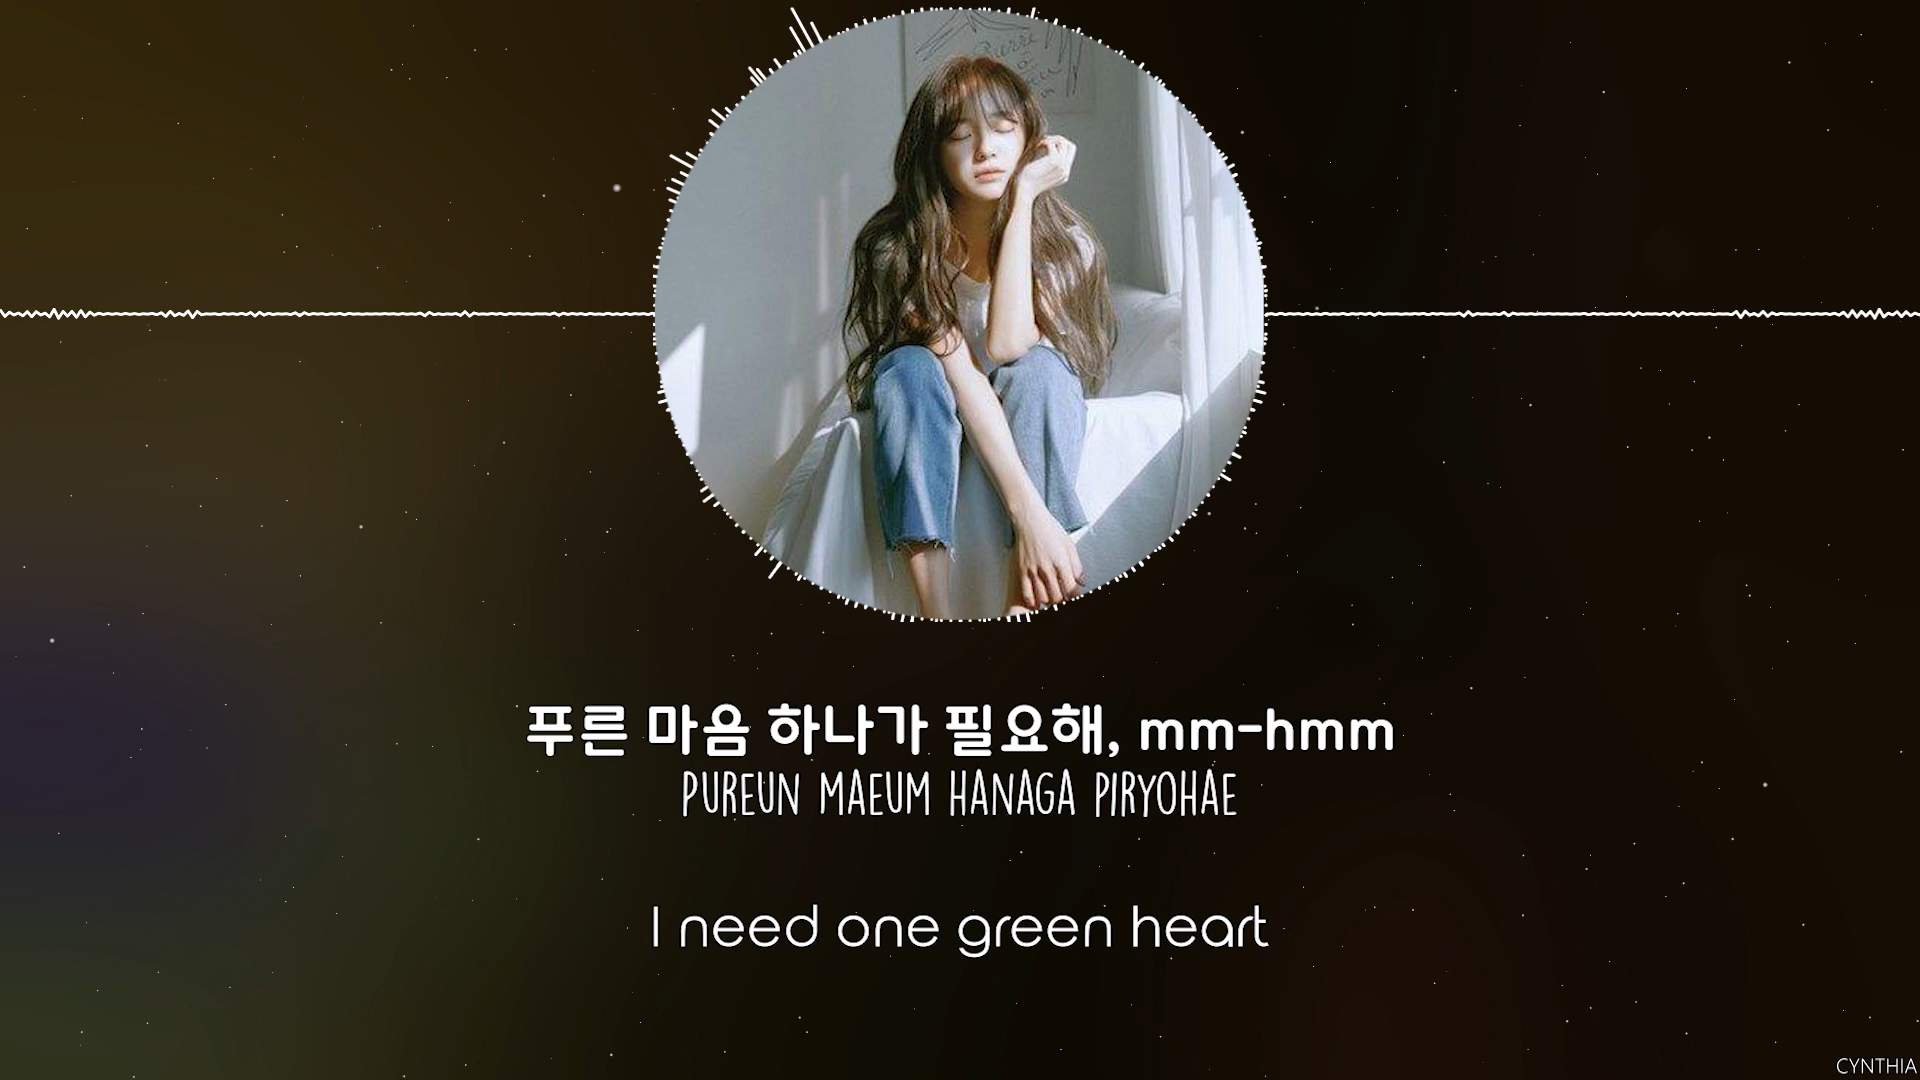 푸른 마음 하나가 필요해, mm-hmm
PUREUN MAEUM HANAGA PIRYOHAE
I need one green heart
CYNTHIA